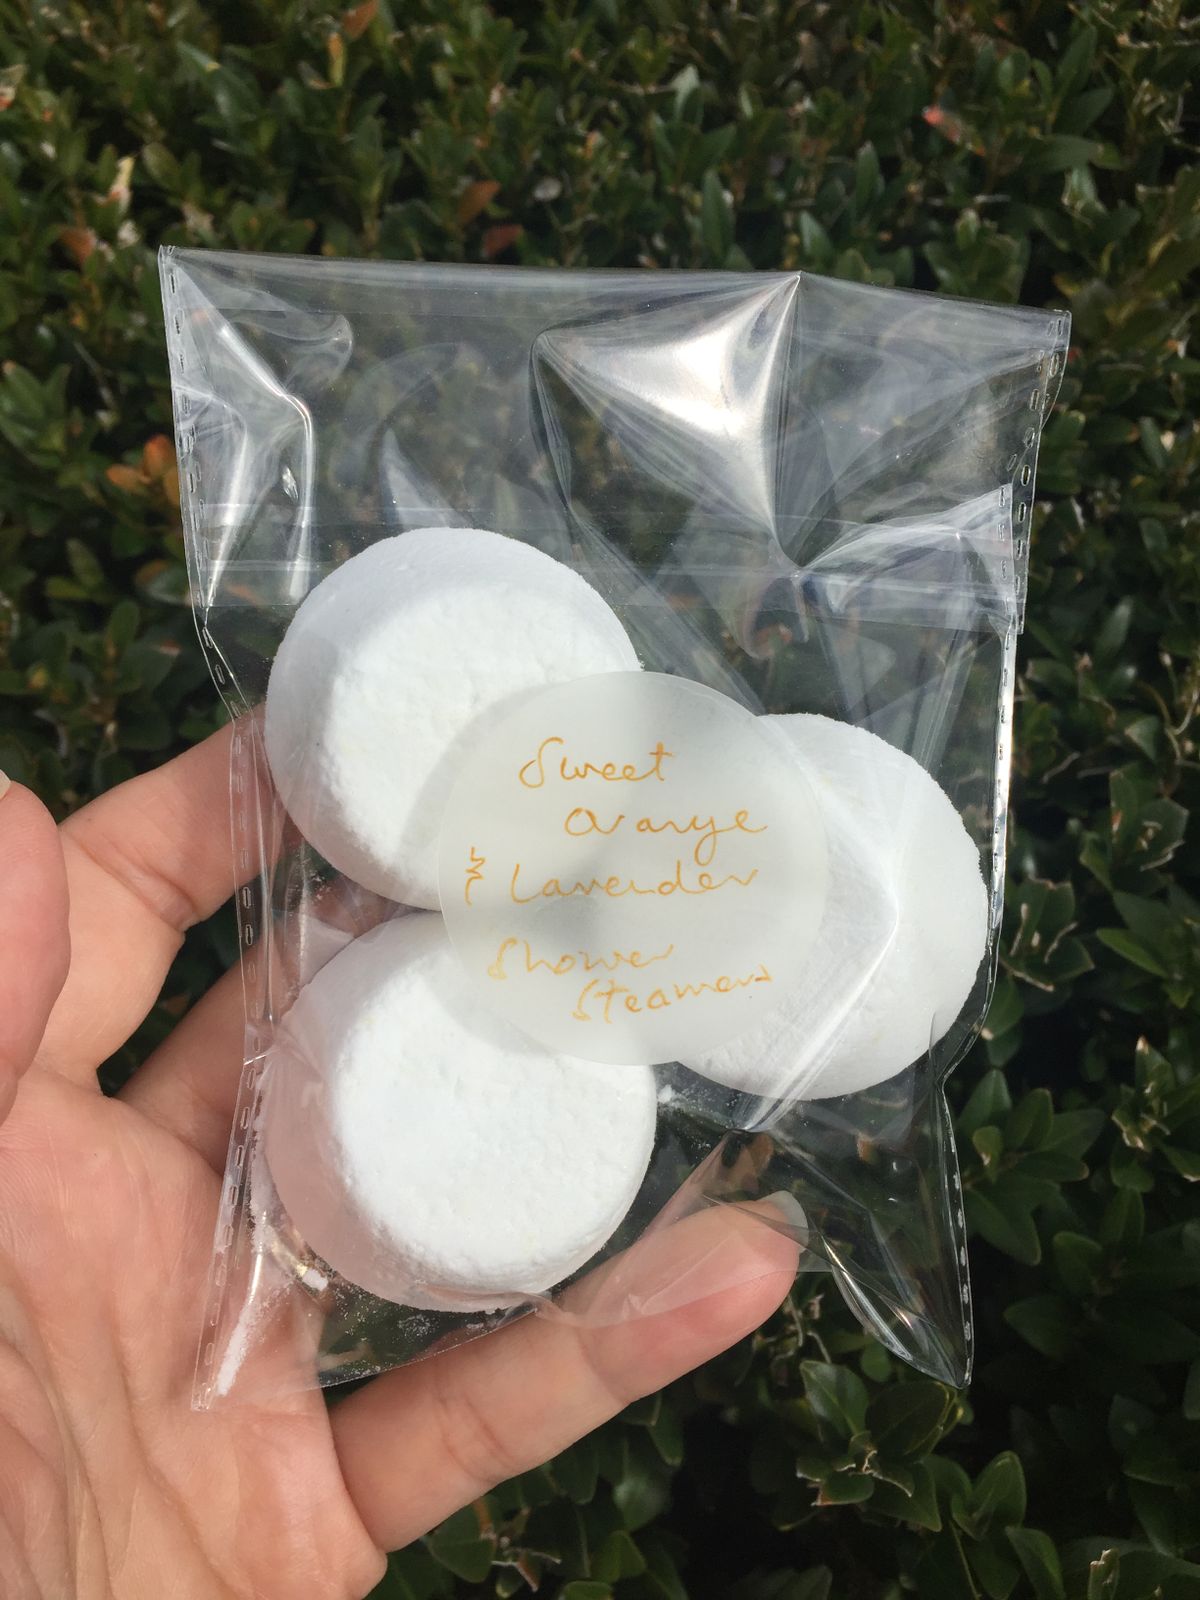 Sweet
Orange
& Lavender
Shower
Steamers